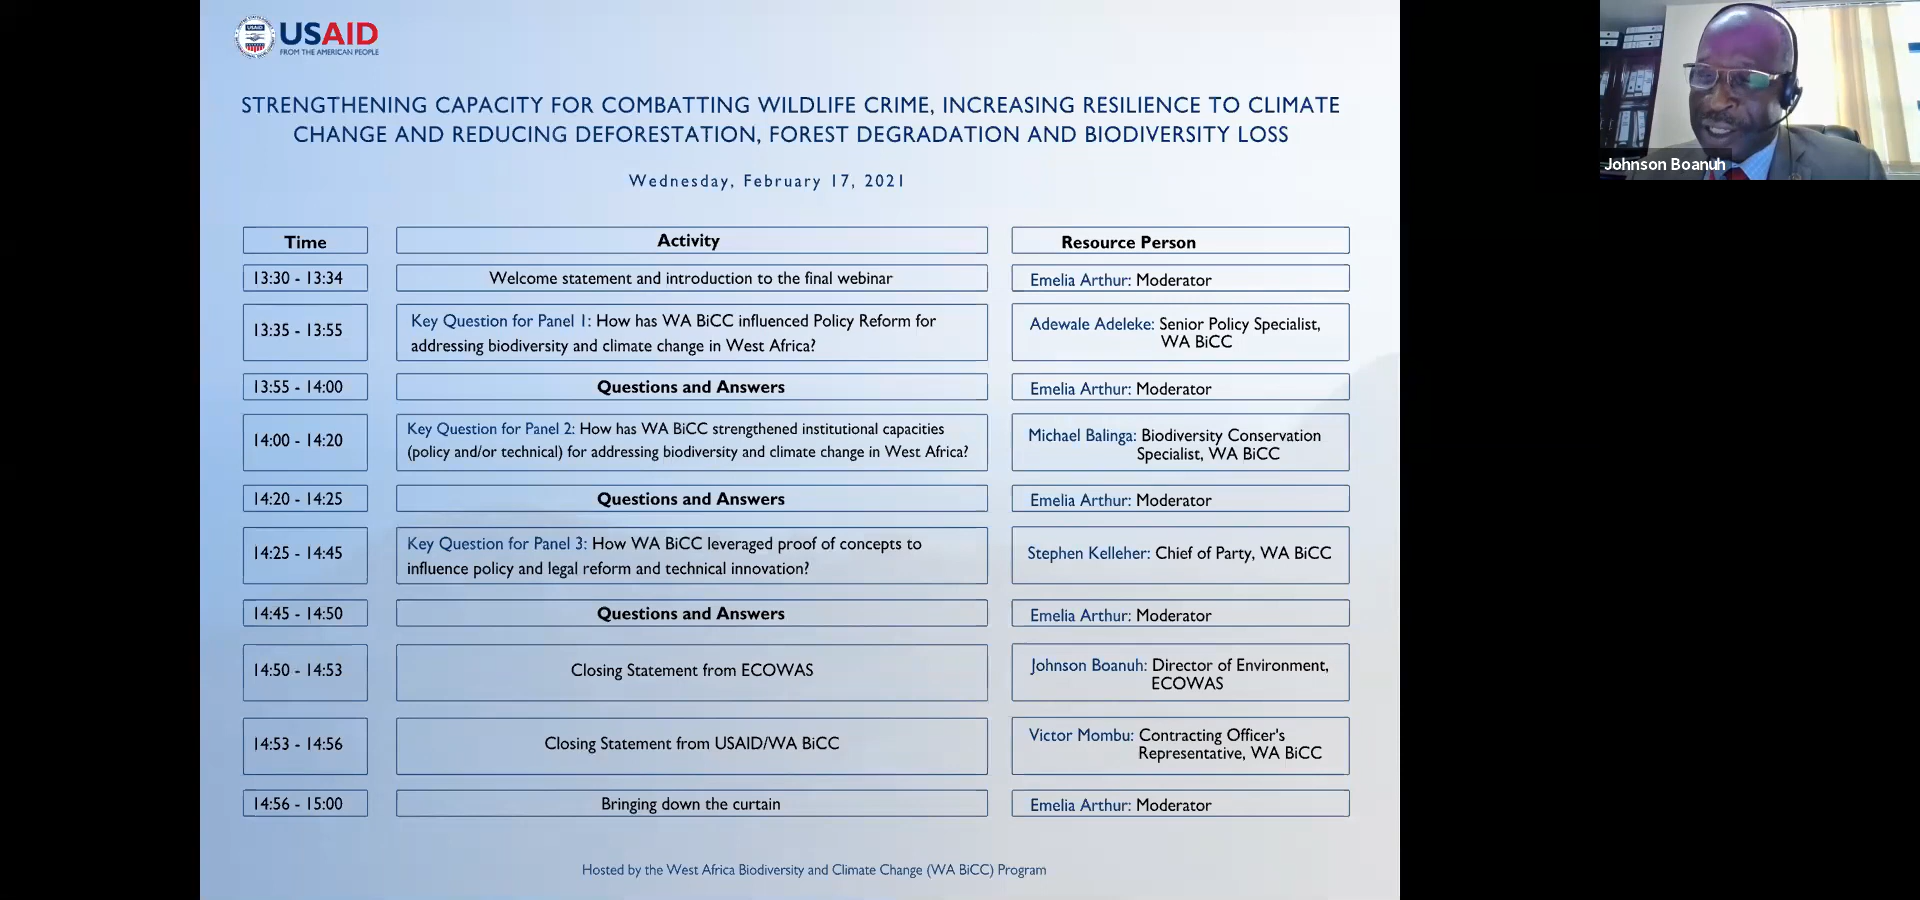 USAID
FROM THE AMERICAN PEOPLE
STRENGTHENING CAPACITY FOR COMBATTING WILDLIFE CRIME, INCREASING RESILIENCE TO CLIMATE
CHANGE AND REDUCING DEFORESTATION, FOREST DEGRADATION AND BIODIVERSITY LOSS
Wednesday, February 17, 2021
Time
Activity
Resource Person
13:30 - 13:34
Welcome statement and introduction to the final webinar
Emelia Arthur: Moderator
13:35 - 13:55
Key Question for Panel 1: How has WA BiCC influenced Policy Reform for
addressing biodiversity and climate change in West Africa?
Adewale Adeleke: Senior Policy Specialist,
WA BiCC
13:55 - 14:00
Questions and Answers
Emelia Arthur: Moderator
14:00 - 14:20
Key Question for Panel 2: How has WA BiCC strengthened institutional capacities
(policy and/or technical) for addressing biodiversity and climate change in West Africa?
Michael Balinga: Biodiversity Conservation
Specialist, WA BiCC
14:20 - 14:25
Questions and Answers
Emelia Arthur: Moderator
14:25 - 14:45
Key Question for Panel 3: How WA BiCC leveraged proof of concepts to
influence policy and legal reform and technical innovation?
Stephen Kelleher: Chief of Party, WA BiCC
14:45 - 14:50
Questions and Answers
Emelia Arthur: Moderator
14:50 - 14:53
Closing Statement from ECOWAS
Johnson Boanuh: Director of Environment,
ECOWAS
14:53 - 14:56
Closing Statement from USAID/WA BiCC
Victor Mombu: Contracting Officer's
Representative, WA BiCC
14:56 - 15:00
Bringing down the curtain
Emelia Arthur: Moderator
Hosted by the West Africa Biodiversity and Climate Change (WA BiCC) Program
Johnson Boanuh